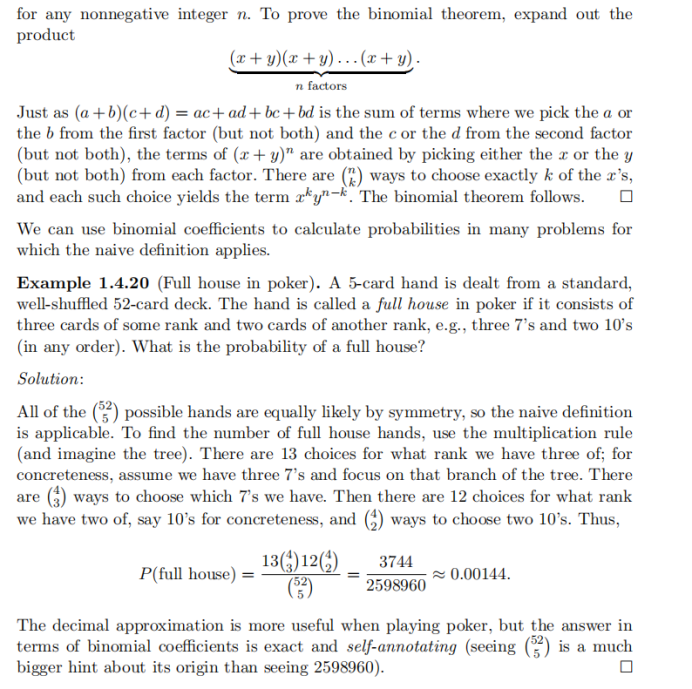 for any nonnegative integer n. To prove the binomial theorem, expand out the
product
(x + y)(x + y) . . . (x + y) .
n factors
Just as (a + b)(c + d) = ac + ad + bc + bd is the sum of terms where we pick the a or
the b from the first factor (but not both) and the c or the d from the second factor
(but not both), the terms of (x + y)^n are obtained by picking either the x or the y
(but not both) from each factor. There are \binom{n}{k} ways to choose exactly k of the x's,
and each such choice yields the term x^k y^{n−k}. The binomial theorem follows. □
We can use binomial coefficients to calculate probabilities in many problems for
which the naive definition applies.
Example 1.4.20 (Full house in poker). A 5-card hand is dealt from a standard,
well-shuffled 52-card deck. The hand is called a full house in poker if it consists of
three cards of some rank and two cards of another rank, e.g., three 7's and two 10's
(in any order). What is the probability of a full house?
Solution:
All of the \binom{52}{5} possible hands are equally likely by symmetry, so the naive definition
is applicable. To find the number of full house hands, use the multiplication rule
(and imagine the tree). There are 13 choices for what rank we have three of; for
concreteness, assume we have three 7's and focus on that branch of the tree. There
are \binom{4}{3} ways to choose which 7's we have. Then there are 12 choices for what rank
we have two of, say 10's for concreteness, and \binom{4}{2} ways to choose two 10's. Thus,
P(full house) = \frac{13\binom{4}{3}12\binom{4}{2}}{\binom{52}{5}} = \frac{3744}{2598960} ≈ 0.00144.
The decimal approximation is more useful when playing poker, but the answer in
terms of binomial coefficients is exact and self-annotating (seeing \binom{52}{5} is a much
bigger hint about its origin than seeing 2598960). □